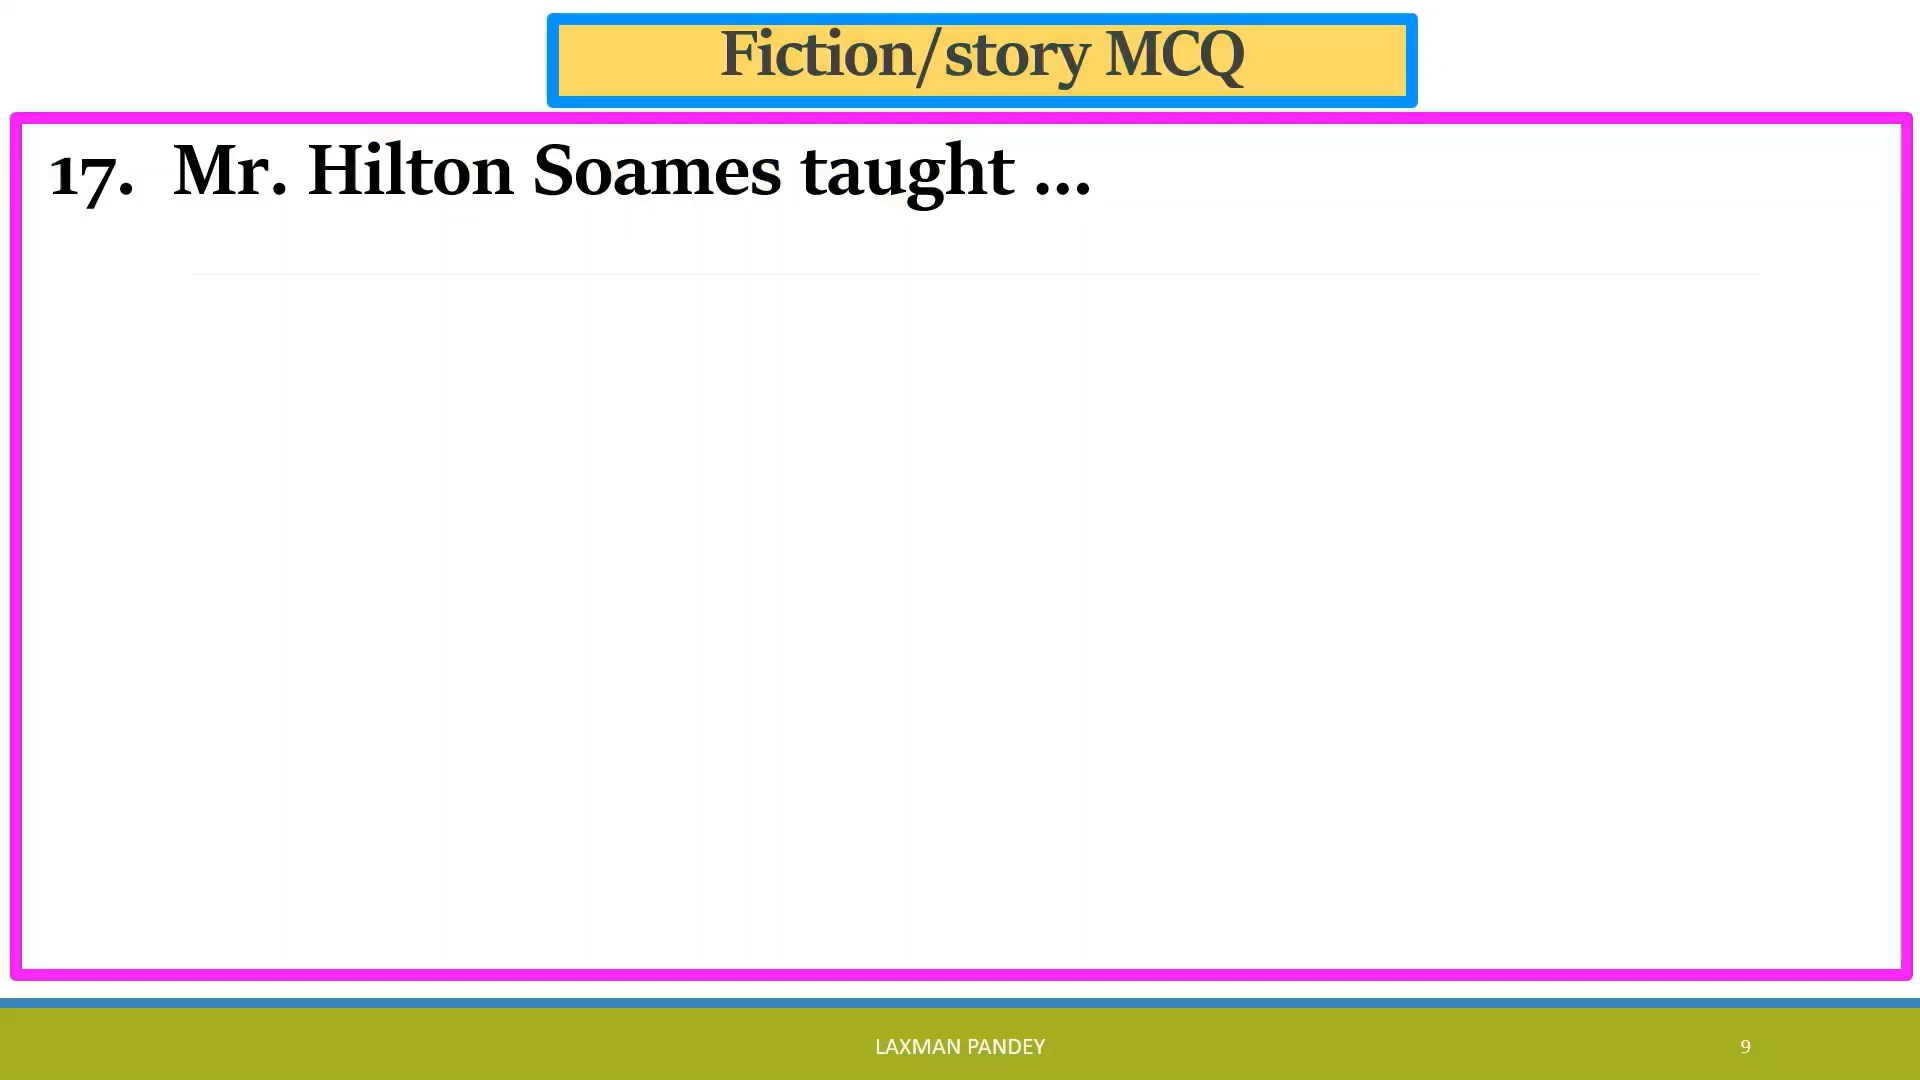 Fiction/story MCQ
17. Mr. Hilton Soames taught ...
LAXMAN PANDEY
9